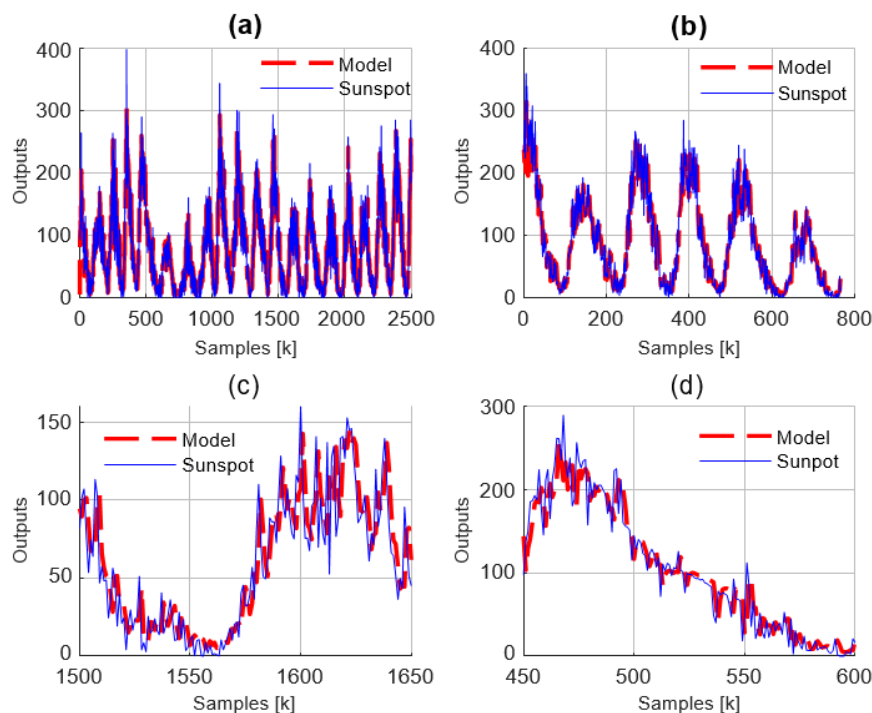 (a)
400
300
200
100
0
Outputs
Model
Sunspot
0 500 1000 1500 2000 2500
Samples [k]
(b)
400
300
200
100
0
Outputs
Model
Sunspot
0 200 400 600 800
Samples [k]
(c)
150
100
50
0
Outputs
Model
Sunspot
1500 1550 1600 1650
Samples [k]
(d)
300
200
100
0
Outputs
Model
Sunpot
450 500 550 600
Samples [k]